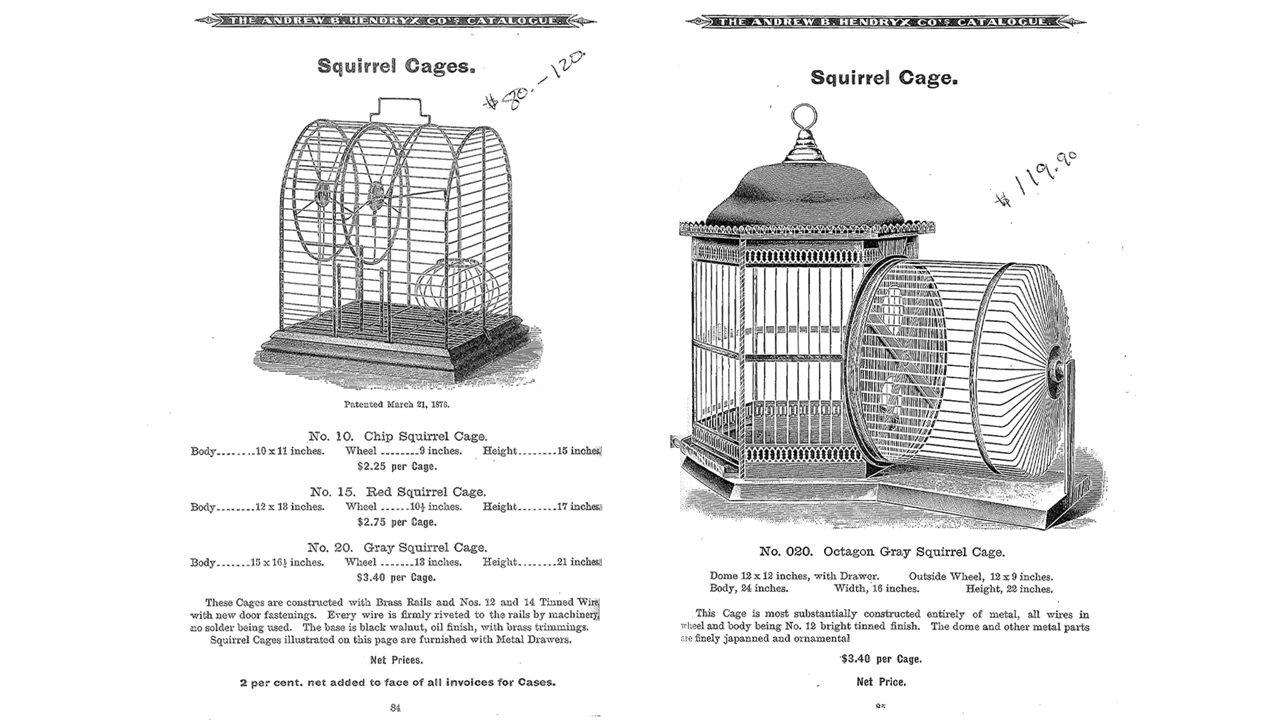 THE ANDREW B. HENDRYX CO'S CATALOGUE.
Squirrel Cages.
$80.-120.
Patented March 21, 1876.
No. 10. Chip Squirrel Cage.
Body.......10 x 11 inches. Wheel .......9 inches. Height.......15 inches
$2.25 per Cage.
No. 15. Red Squirrel Cage.
Body.......12 x 13 inches. Wheel ......10½ inches. Height.......17 inches
$2.75 per Cage.
No. 20. Gray Squirrel Cage.
Body.......15 x 16½ inches. Wheel ......13 inches. Height.......21 inches
$3.40 per Cage.
These Cages are constructed with Brass Rails and Nos. 12 and 14 Tinned Wire
with new door fastenings. Every wire is firmly riveted to the rails by machinery,
no solder being used. The base is black walnut, oil finish, with brass trimmings.
Squirrel Cages illustrated on this page are furnished with Metal Drawers.
Net Prices.
2 per cent. net added to face of all invoices for Cases.
84
THE ANDREW B. HENDRYX CO'S CATALOGUE.
Squirrel Cage.
$119.90
No. 020. Octagon Gray Squirrel Cage.
Dome 12 x 12 inches, with Drawer. Outside Wheel, 12 x 9 inches.
Body, 24 inches. Width, 16 inches. Height, 22 inches.
This Cage is most substantially constructed entirely of metal, all wires in
wheel and body being No. 12 bright tinned finish. The dome and other metal parts
are finely japanned and ornamental
$3.40 per Cage.
Net Price.